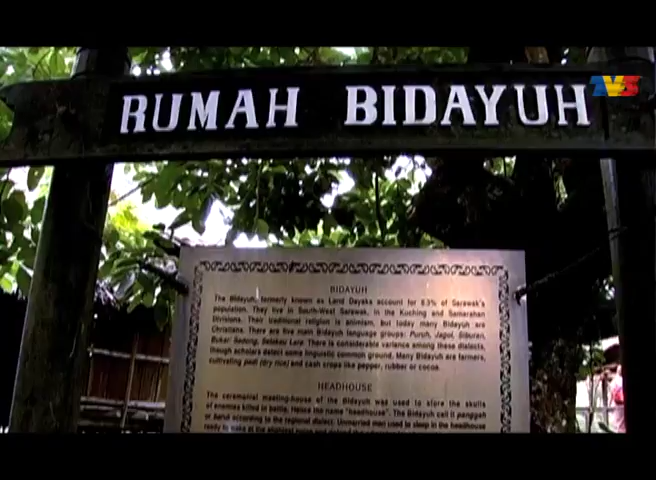 RUMAH BIDAYUH
TVS
BIDAYUH
The Bidayuh, formerly known as Land Dayaks account for 8.3% of Sarawak's
population. They live in South-West Sarawak, in the Kuching and Samarahan
Divisions. Their traditional religion is animism, but today many Bidayuh are
Christians. There are five main Bidayuh language groups: Puruh, Jagoi, Siburan,
Bukar Sadong, Selakau Lara. There is considerable variance among these dialects,
though scholars detect some linguistic common ground. Many Bidayuh are farmers,
cultivating padi (dry rice) and cash crops like pepper, rubber or cocoa.
HEADHOUSE
The ceremonial meeting-house of the Bidayuh, used to store the skulls
of enemies killed in battle. Hence the name "headhouse". The Bidayuh call it panggah
or baruk according to the regional dialect. Unmarried men used to sleep in the headhouse